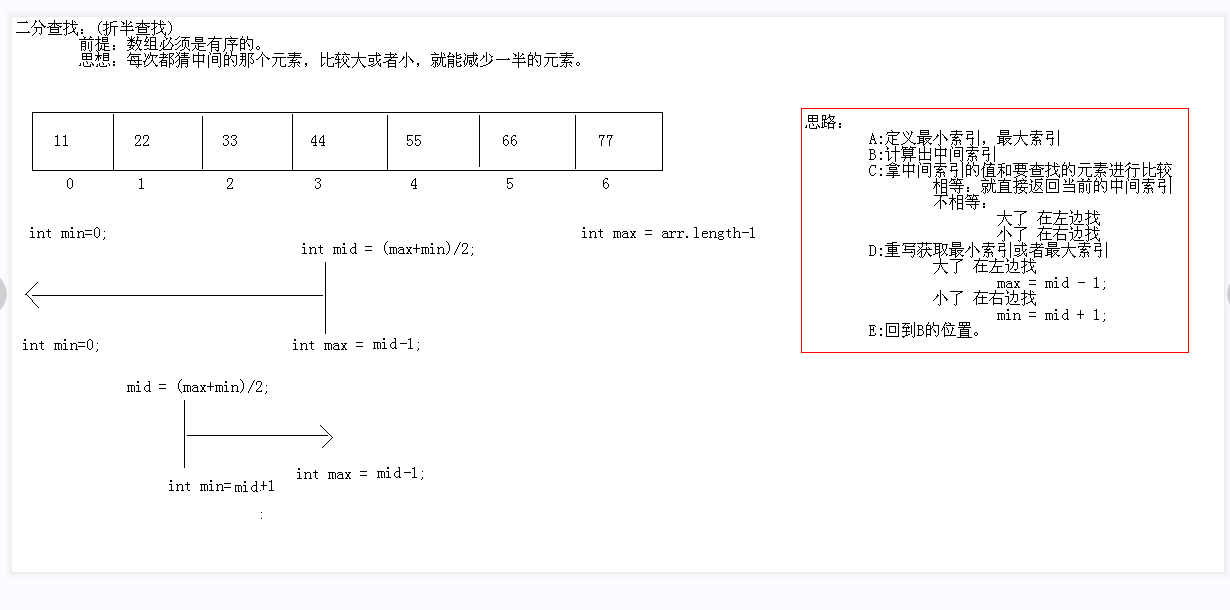 二分查找：(折半查找)
前提：数组必须是有序的。
思想：每次都猜中间的那个元素，比较大或者小，就能减少一半的元素。
11 22 33 44 55 66 77
0 1 2 3 4 5 6
int min=0;
int max = arr.length-1
int mid = (max+min)/2;
int min=0;
int max = mid-1;
mid = (max+min)/2;
int min=mid+1
int max = mid-1;
;
思路：
A:定义最小索引，最大索引
B:计算出中间索引
C:拿中间索引的值和要查找的元素进行比较
相等：就直接返回当前的中间索引
不相等：
大了 在左边找
小了 在右边找
D:重写获取最小索引或者最大索引
大了 在左边找
max = mid - 1;
小了 在右边找
min = mid + 1;
E:回到B的位置。